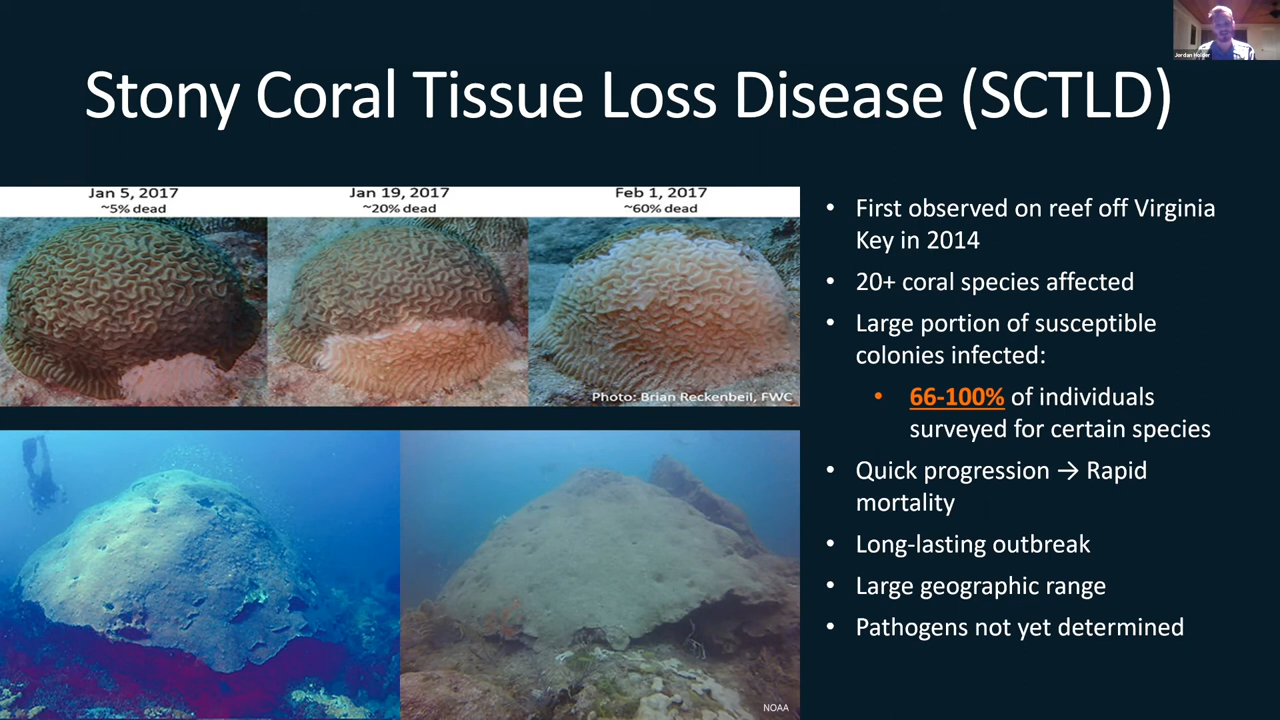 Jordan Holder
Stony Coral Tissue Loss Disease (SCTLD)
Jan 5, 2017
~5% dead
Jan 19, 2017
~20% dead
Feb 1, 2017
~60% dead
Photo: Brian Reckenbeil, FWC
NOAA
• First observed on reef off Virginia
Key in 2014
• 20+ coral species affected
• Large portion of susceptible
colonies infected:
• 66-100% of individuals
surveyed for certain species
• Quick progression → Rapid
mortality
• Long-lasting outbreak
• Large geographic range
• Pathogens not yet determined